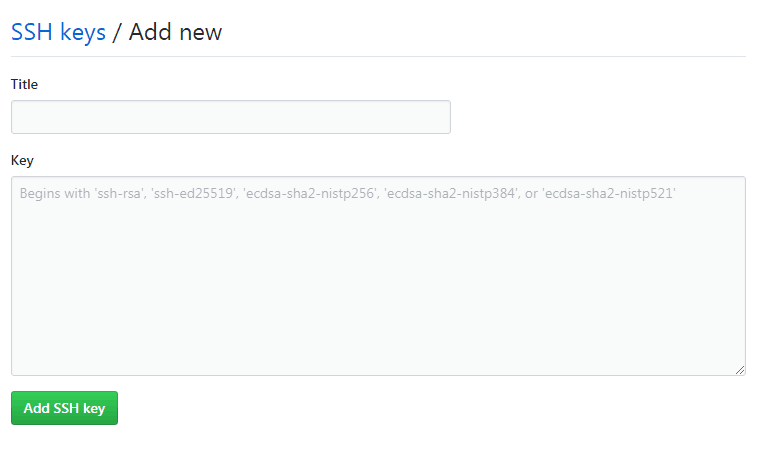 SSH keys / Add new
Title
Key
Begins with 'ssh-rsa', 'ssh-ed25519', 'ecdsa-sha2-nistp256', 'ecdsa-sha2-nistp384', or 'ecdsa-sha2-nistp521'
Add SSH key